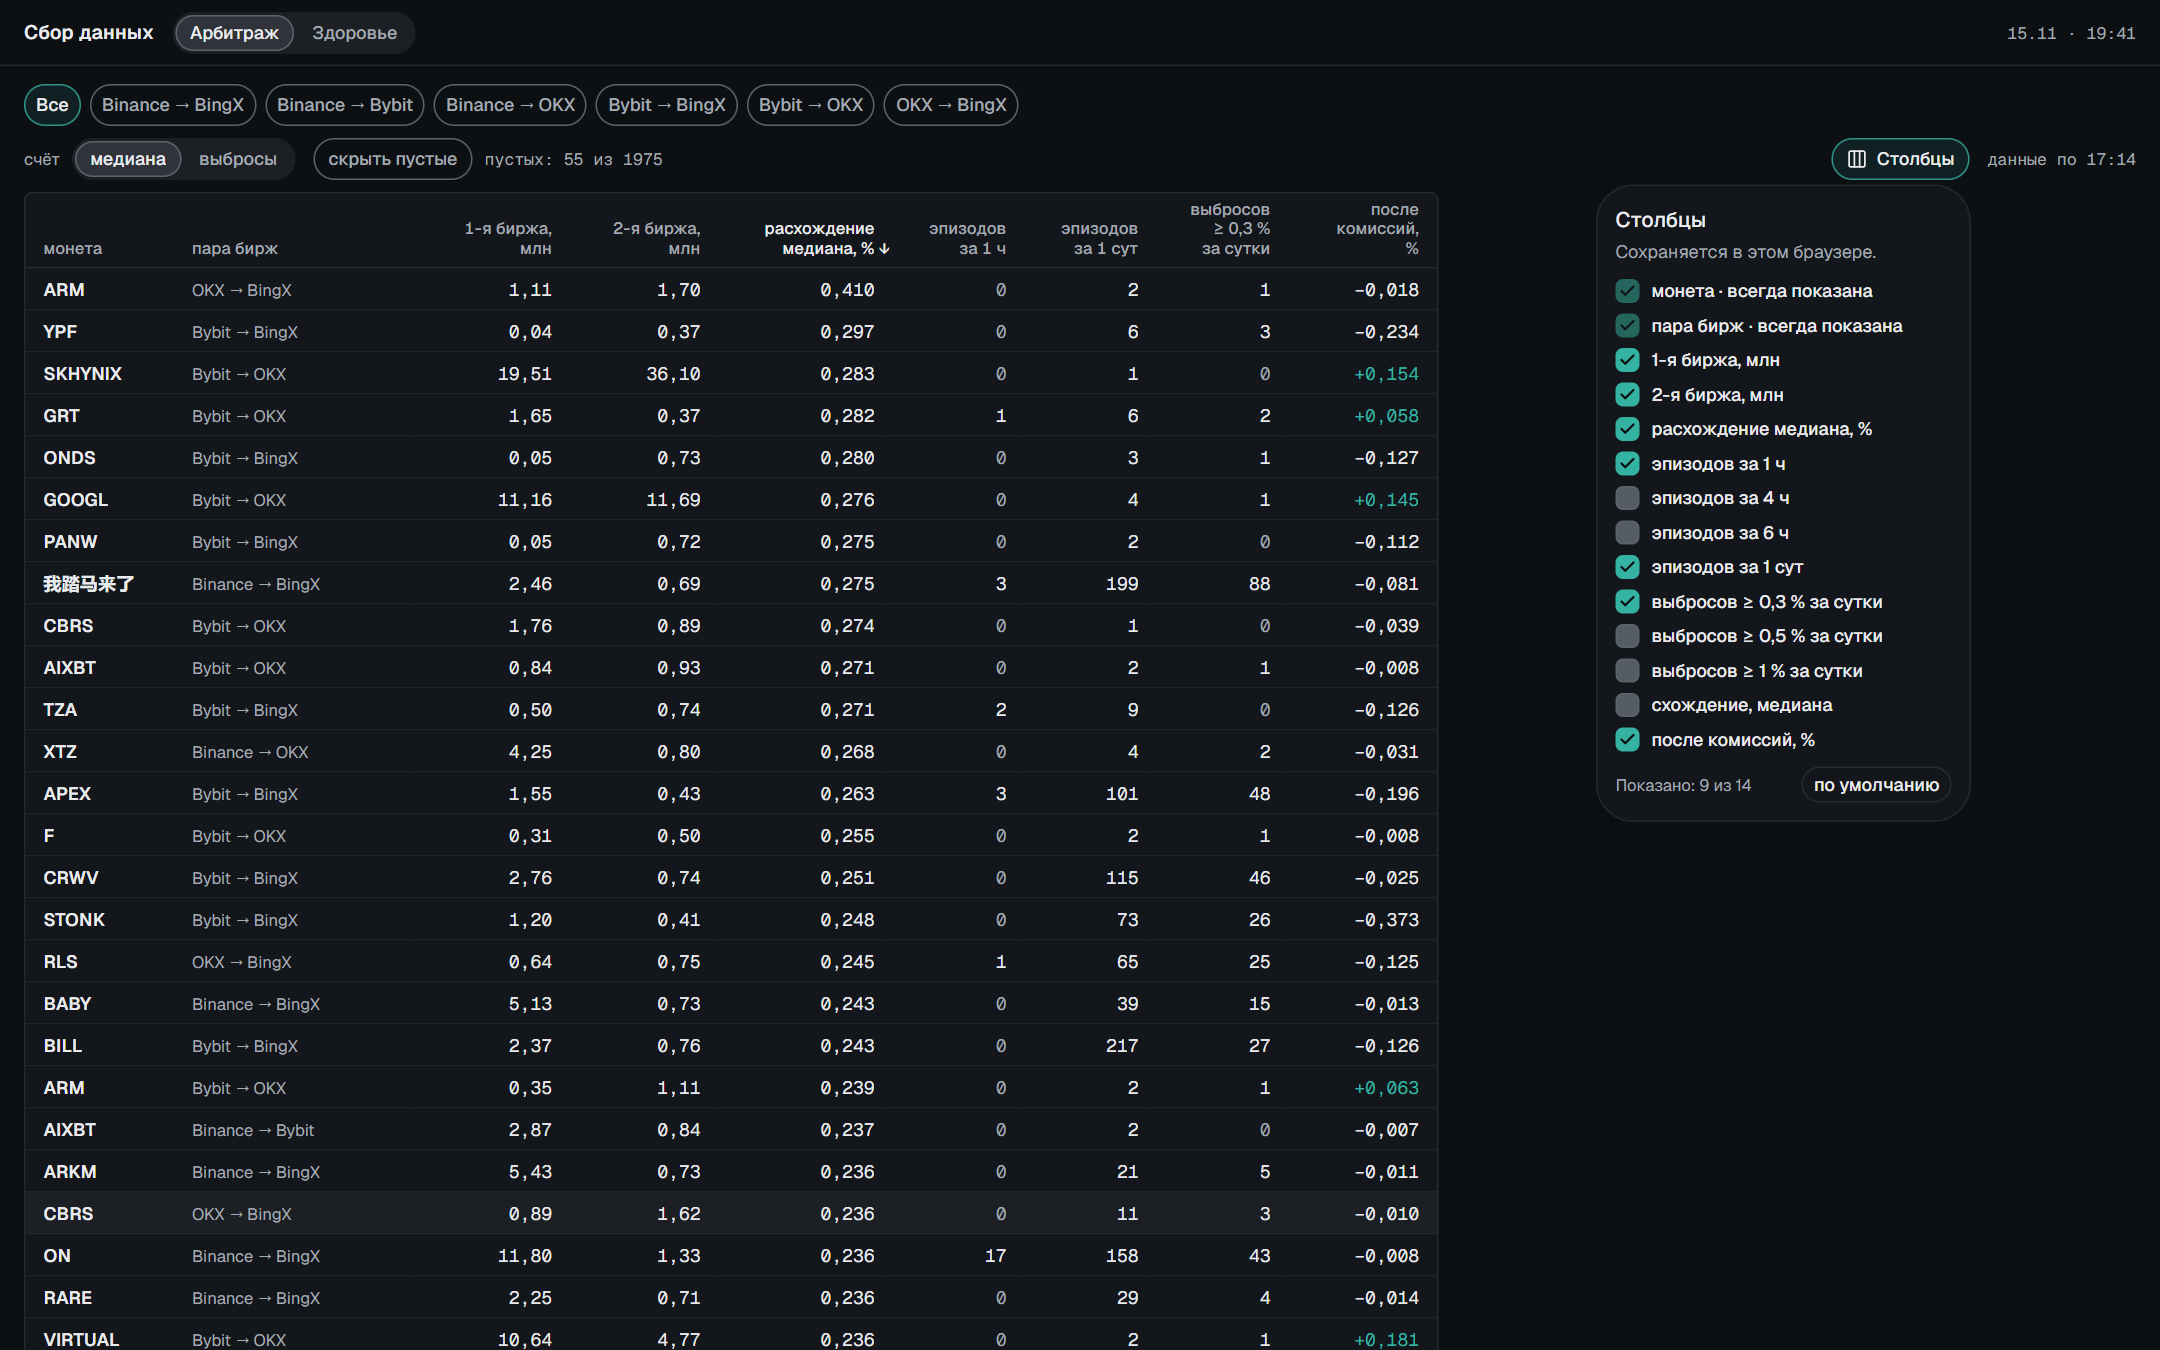 Сбор данных Арбитраж Здоровье 15.11 · 19:41
Все Binance → BingX Binance → Bybit Binance → OKX Bybit → BingX Bybit → OKX OKX → BingX
счёт медиана выбросы скрыть пустые пустых: 55 из 1975 Столбцы данные по 17:14
монета пара бирж 1-я биржа, млн 2-я биржа, млн расхождение медиана, % ↓ эпизодов за 1 ч эпизодов за 1 сут выбросов ≥ 0,3 % за сутки после комиссий, %
ARM OKX → BingX 1,11 1,70 0,410 0 2 1 −0,018
YPF Bybit → BingX 0,04 0,37 0,297 0 6 3 −0,234
SKHYNIX Bybit → OKX 19,51 36,10 0,283 0 1 0 +0,154
GRT Bybit → OKX 1,65 0,37 0,282 1 6 2 +0,058
ONDS Bybit → BingX 0,05 0,73 0,280 0 3 1 −0,127
GOOGL Bybit → OKX 11,16 11,69 0,276 0 4 1 +0,145
PANW Bybit → BingX 0,05 0,72 0,275 0 2 0 −0,112
我踏马来了 Binance → BingX 2,46 0,69 0,275 3 199 88 −0,081
CBRS Bybit → OKX 1,76 0,89 0,274 0 1 0 −0,039
AIXBT Bybit → OKX 0,84 0,93 0,271 0 2 1 −0,008
TZA Bybit → BingX 0,50 0,74 0,271 2 9 0 −0,126
XTZ Binance → OKX 4,25 0,80 0,268 0 4 2 −0,031
APEX Bybit → BingX 1,55 0,43 0,263 3 101 48 −0,196
F Bybit → OKX 0,31 0,50 0,255 0 2 1 −0,008
CRWV Bybit → BingX 2,76 0,74 0,251 0 115 46 −0,025
STONK Bybit → BingX 1,20 0,41 0,248 0 73 26 −0,373
RLS OKX → BingX 0,64 0,75 0,245 1 65 25 −0,125
BABY Binance → BingX 5,13 0,73 0,243 0 39 15 −0,013
BILL Bybit → BingX 2,37 0,76 0,243 0 217 27 −0,126
ARM Bybit → OKX 0,35 1,11 0,239 0 2 1 +0,063
AIXBT Binance → Bybit 2,87 0,84 0,237 0 2 0 −0,007
ARKM Binance → BingX 5,43 0,73 0,236 0 21 5 −0,011
CBRS OKX → BingX 0,89 1,62 0,236 0 11 3 −0,010
ON Binance → BingX 11,80 1,33 0,236 17 158 43 −0,008
RARE Binance → BingX 2,25 0,71 0,236 0 29 4 −0,014
VIRTUAL Bybit → OKX 10,64 4,77 0,236 0 2 1 +0,181
Столбцы
Сохраняется в этом браузере.
монета · всегда показана
пара бирж · всегда показана
1-я биржа, млн
2-я биржа, млн
расхождение медиана, %
эпизодов за 1 ч
эпизодов за 4 ч
эпизодов за 6 ч
эпизодов за 1 сут
выбросов ≥ 0,3 % за сутки
выбросов ≥ 0,5 % за сутки
выбросов ≥ 1 % за сутки
схождение, медиана
после комиссий, %
Показано: 9 из 14 по умолчанию